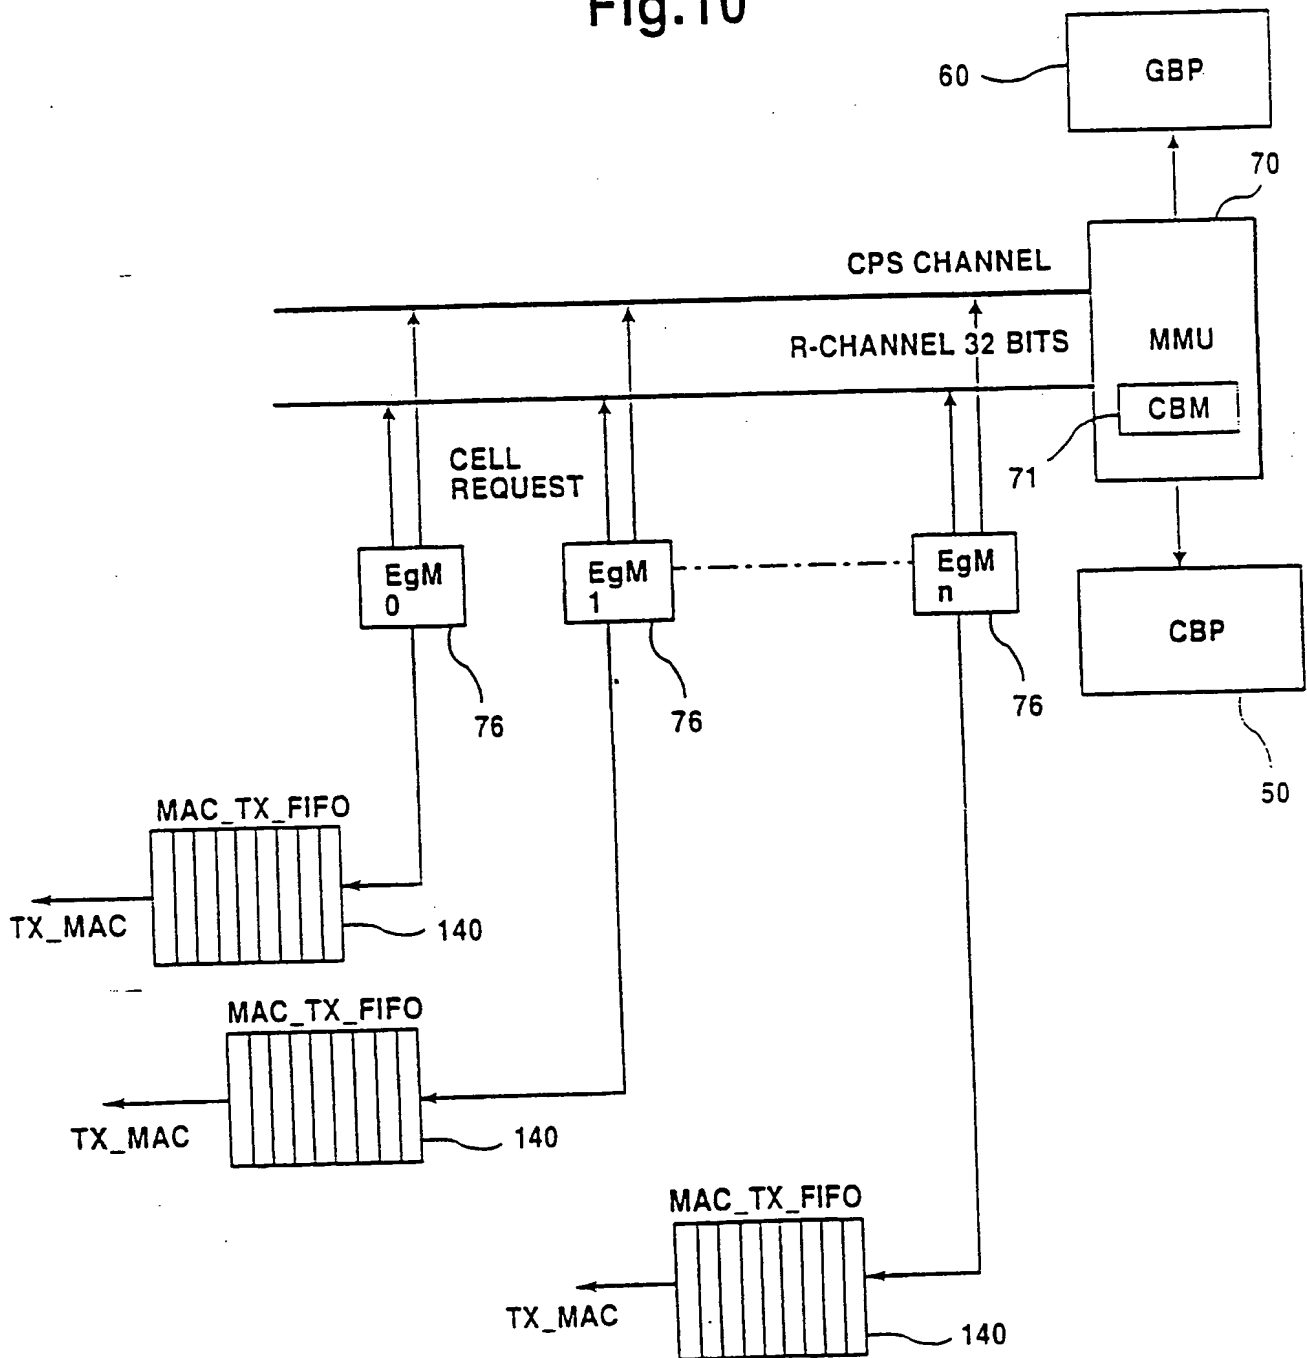 Fig.10
60
GBP
70
CPS CHANNEL
R-CHANNEL 32 BITS
MMU
CBM
71
CELL
REQUEST
EgM
0
EgM
1
EgM
n
CBP
76
76
76
50
MAC_TX_FIFO
TX_MAC
140
MAC_TX_FIFO
TX_MAC
140
MAC_TX_FIFO
TX_MAC
140